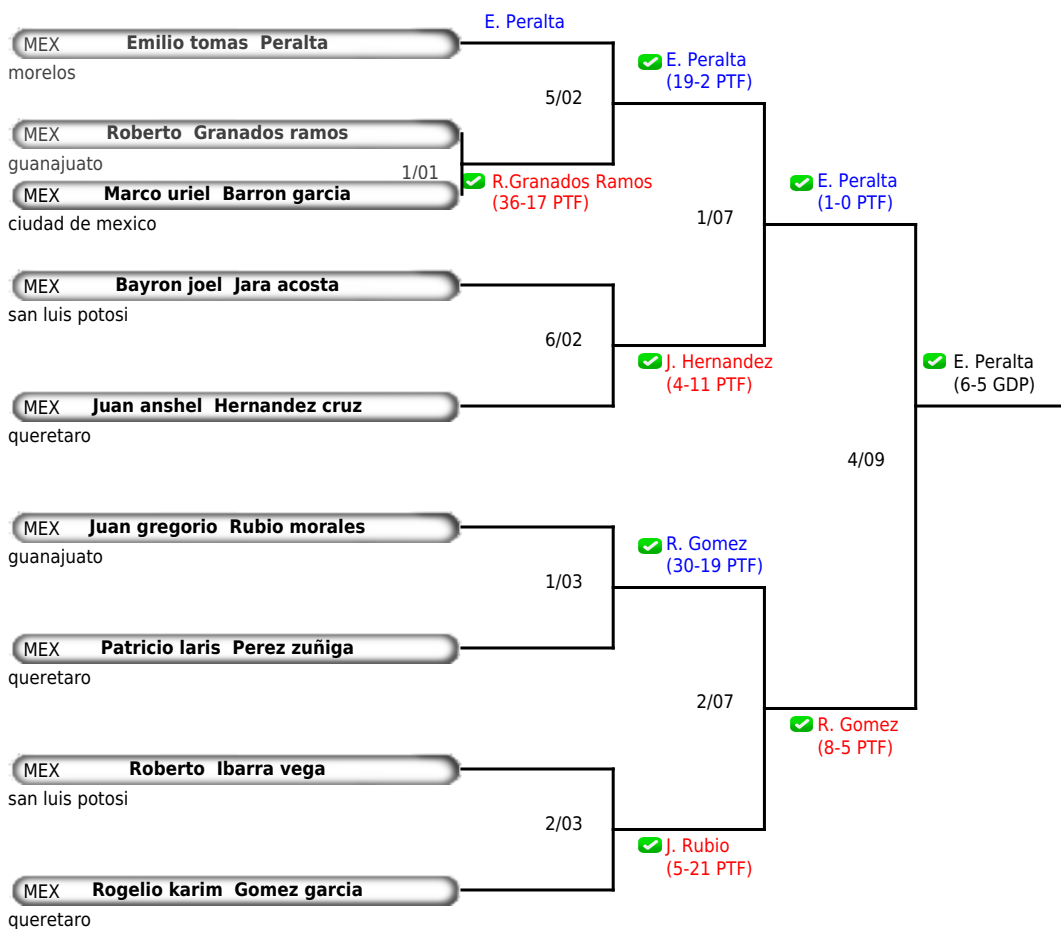 E. Peralta
MEX Emilio tomas Peralta
morelos
E. Peralta
(19-2 PTF)
5/02
MEX Roberto Granados ramos
guanajuato
1/01
R.Granados Ramos
(36-17 PTF)
MEX Marco uriel Barron garcia
ciudad de mexico
E. Peralta
(1-0 PTF)
1/07
MEX Bayron joel Jara acosta
san luis potosi
6/02
J. Hernandez
(4-11 PTF)
E. Peralta
(6-5 GDP)
MEX Juan anshel Hernandez cruz
queretaro
4/09
MEX Juan gregorio Rubio morales
guanajuato
R. Gomez
(30-19 PTF)
1/03
MEX Patricio laris Perez zuñiga
queretaro
2/07
R. Gomez
(8-5 PTF)
MEX Roberto Ibarra vega
san luis potosi
2/03
J. Rubio
(5-21 PTF)
MEX Rogelio karim Gomez garcia
queretaro